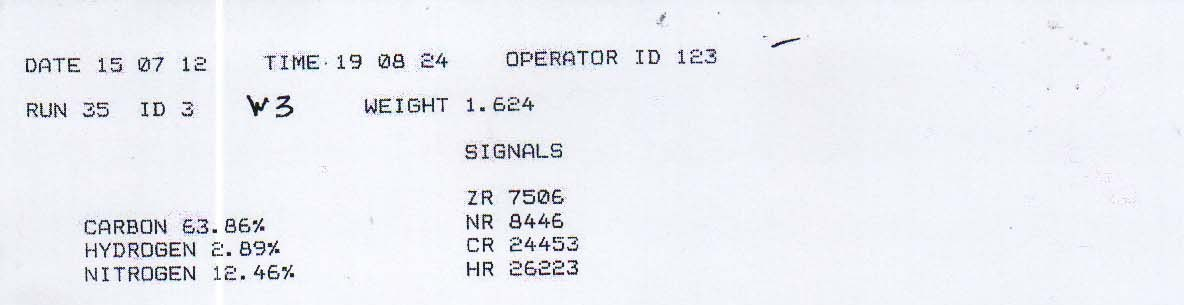 DATE 15 07 12 TIME 19 08 24 OPERATOR ID 123
RUN 35 ID 3 W3 WEIGHT 1.624
SIGNALS
ZR 7506
CARBON 63.86% NR 8446
HYDROGEN 2.89% CR 24453
NITROGEN 12.46% HR 26223